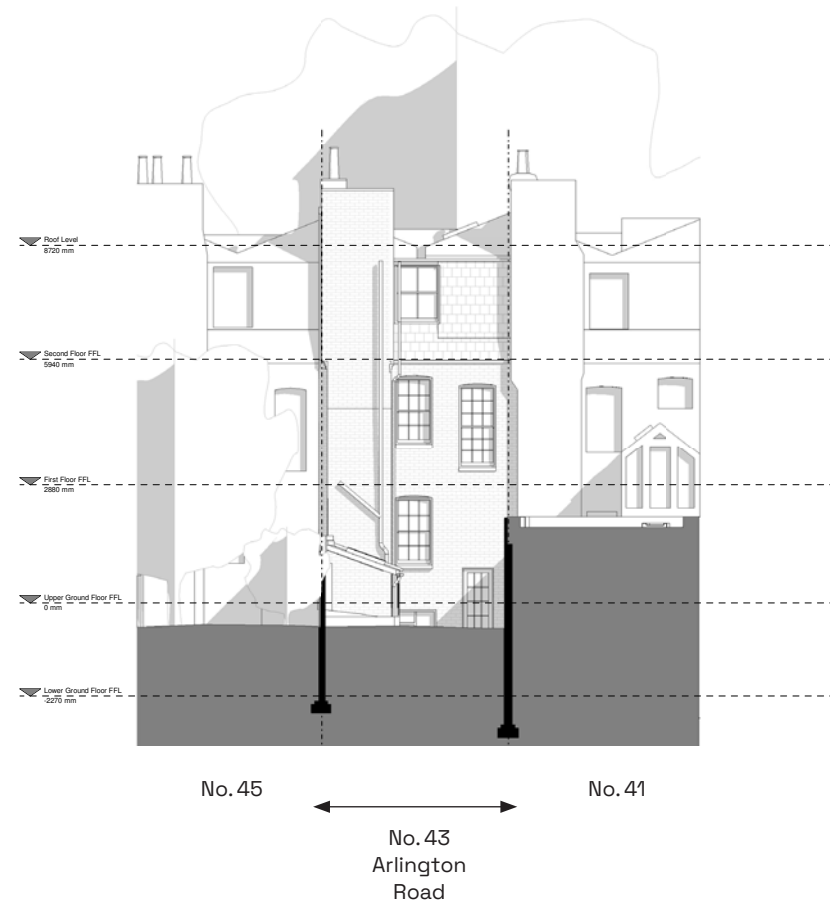 Roof Level
8720 mm
Second Floor FFL
5940 mm
First Floor FFL
2880 mm
Upper Ground Floor FFL
0 mm
Lower Ground Floor FFL
-2270 mm
No.45
No.41
No.43
Arlington
Road